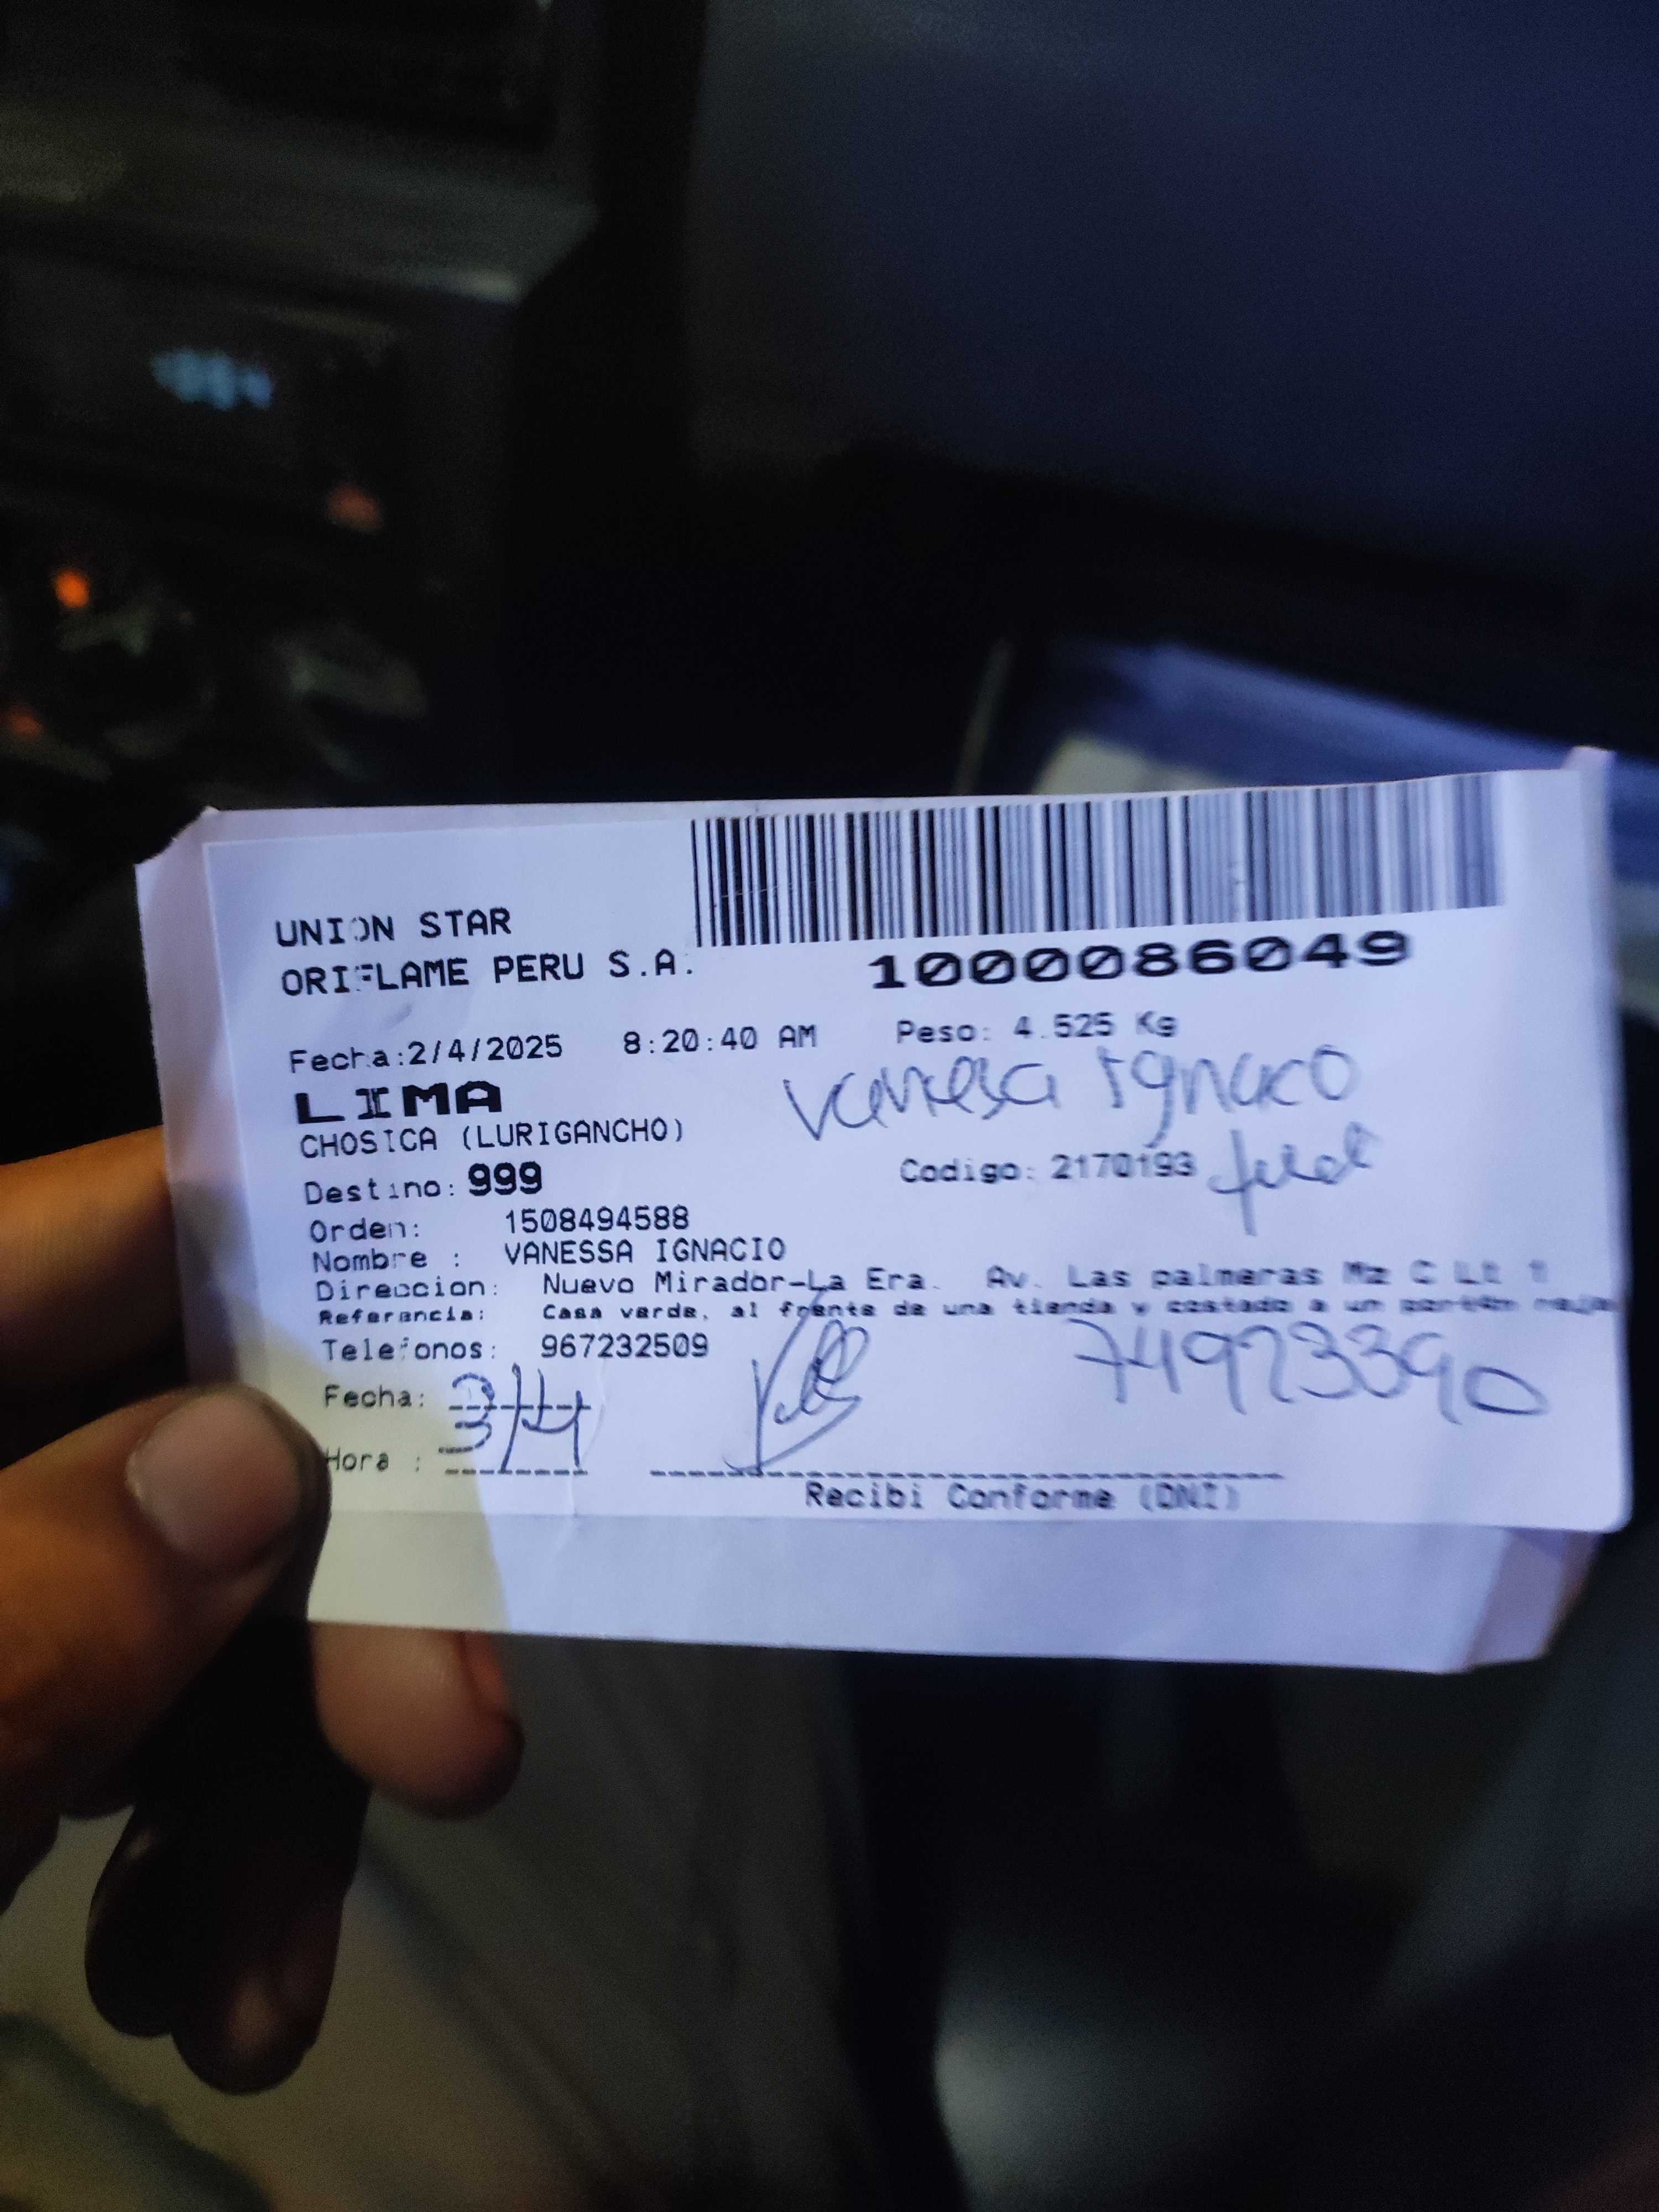 UNION STAR
ORIFLAME PERU S.A.
1000086049
Fecha:2/4/2025 8:20:40 AM Peso: 4.525 Kg
LIMA
Vanesa Ignaco
CHOSICA (LURIGANCHO)
Destino: 999 Codigo: 2170193
Orden: 1508494588
Nombre : VANESSA IGNACIO
Direccion: Nuevo Mirador-La Era. Av. Las palmeras Mz C Lt 1
Referencia: Casa verde, al frente de una tienda y costado a un portón rojo
Telefonos: 967232509
74923390
Fecha: 3/4
Hora :
Recibi Conforme (DNI)